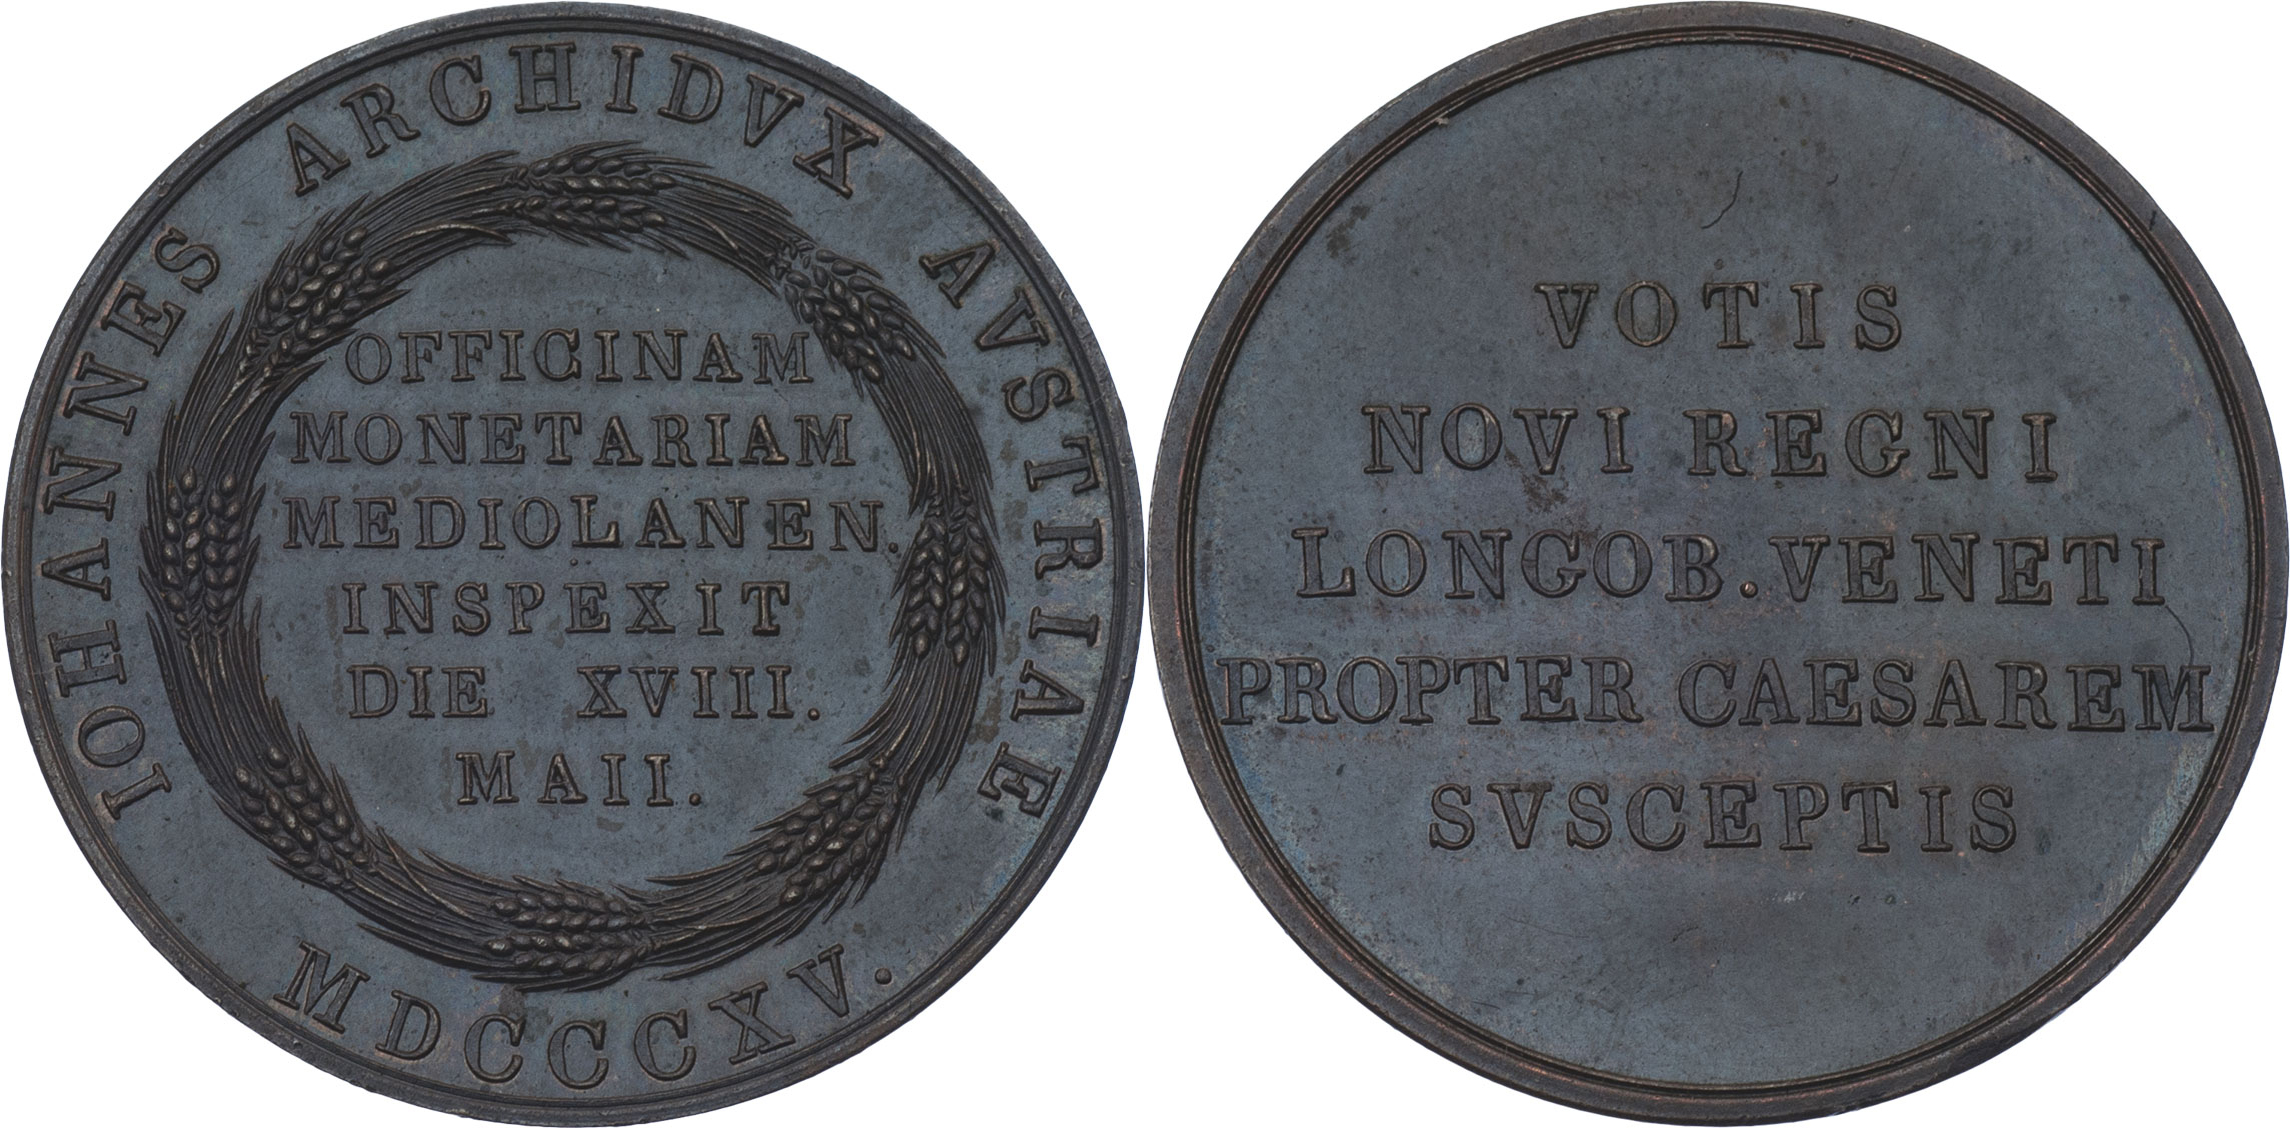 IOHANNES ARCHIDVX AVSTRIAE
OFFICINAM
MONETARIAM
MEDIOLANEN.
INSPEXIT
DIE XVIII.
MAII.
MDCCCXV.
VOTIS
NOVI REGNI
LONGOB. VENETI
PROPTER CAESAREM
SVSCEPTIS